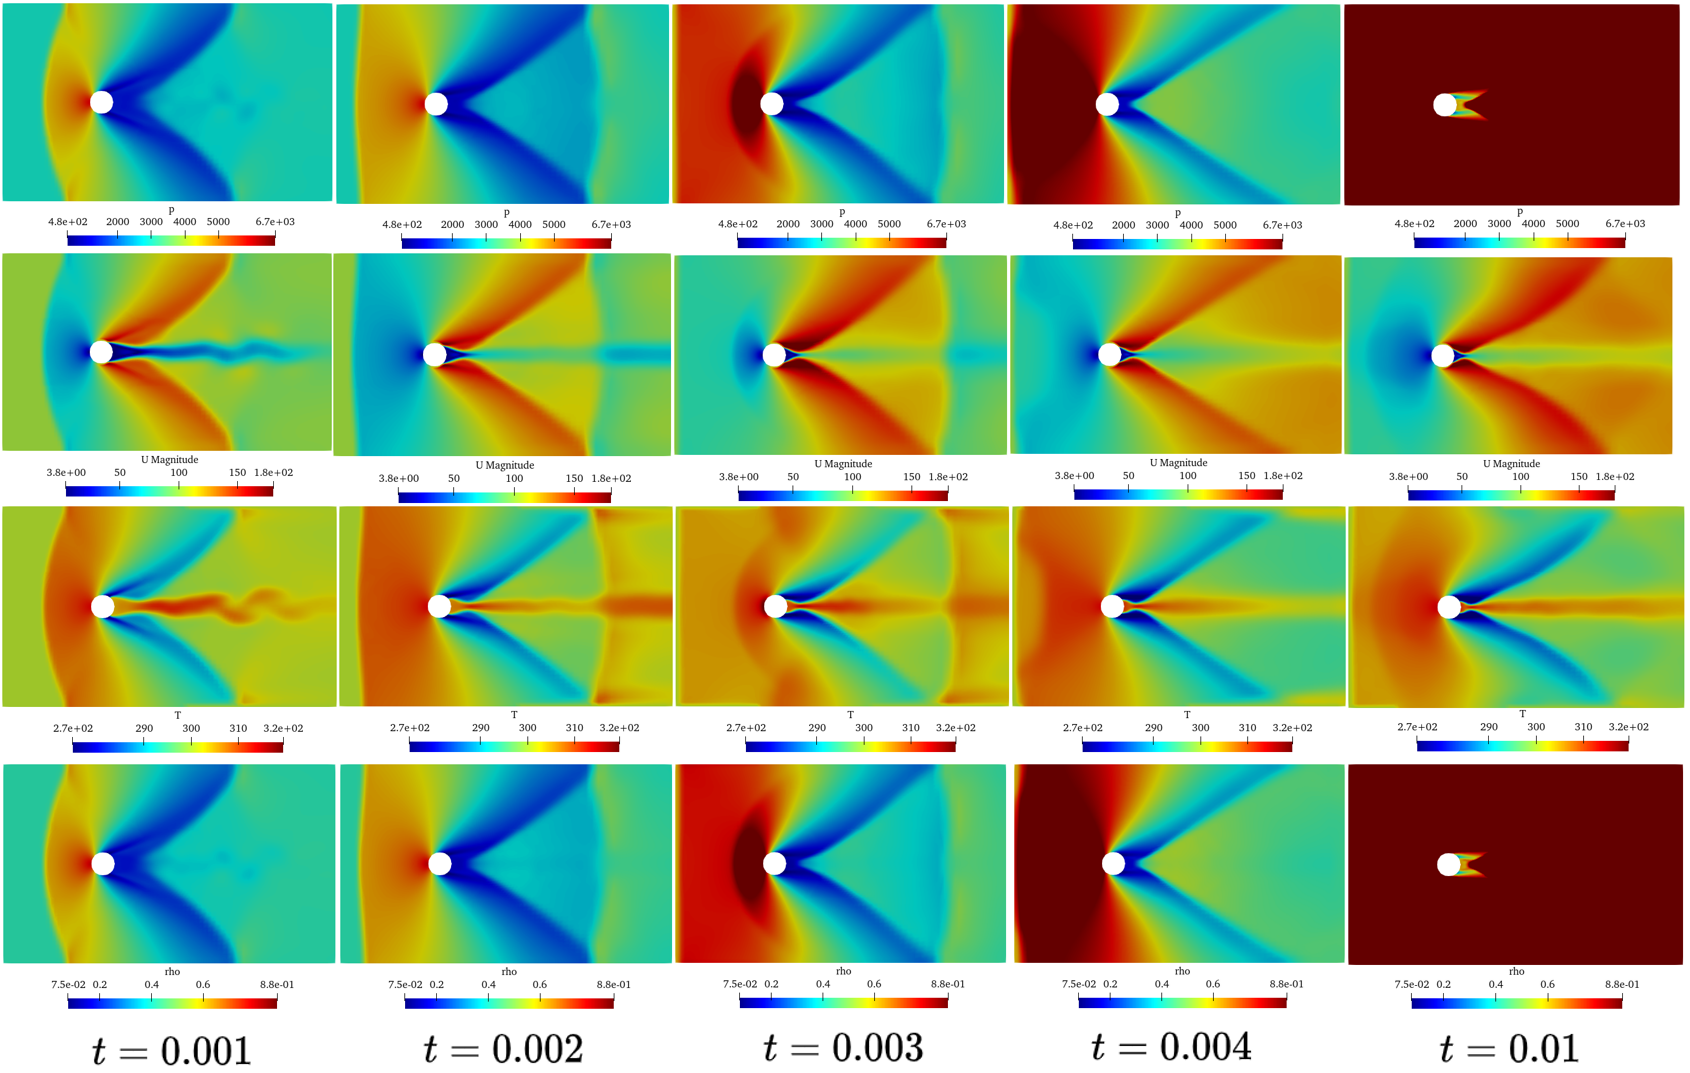 p p p p p
4.8e+02 2000 3000 4000 5000 6.7e+03 4.8e+02 2000 3000 4000 5000 6.7e+03 4.8e+02 2000 3000 4000 5000 6.7e+03 4.8e+02 2000 3000 4000 5000 6.7e+03 4.8e+02 2000 3000 4000 5000 6.7e+03
U Magnitude U Magnitude U Magnitude U Magnitude U Magnitude
3.8e+00 50 100 150 1.8e+02 3.8e+00 50 100 150 1.8e+02 3.8e+00 50 100 150 1.8e+02 3.8e+00 50 100 150 1.8e+02 3.8e+00 50 100 150 1.8e+02
T T T T T
2.7e+02 290 300 310 3.2e+02 2.7e+02 290 300 310 3.2e+02 2.7e+02 290 300 310 3.2e+02 2.7e+02 290 300 310 3.2e+02 2.7e+02 290 300 310 3.2e+02
rho rho rho rho rho
7.5e-02 0.2 0.4 0.6 8.8e-01 7.5e-02 0.2 0.4 0.6 8.8e-01 7.5e-02 0.2 0.4 0.6 8.8e-01 7.5e-02 0.2 0.4 0.6 8.8e-01 7.5e-02 0.2 0.4 0.6 8.8e-01
t = 0.001 t = 0.002 t = 0.003 t = 0.004 t = 0.01